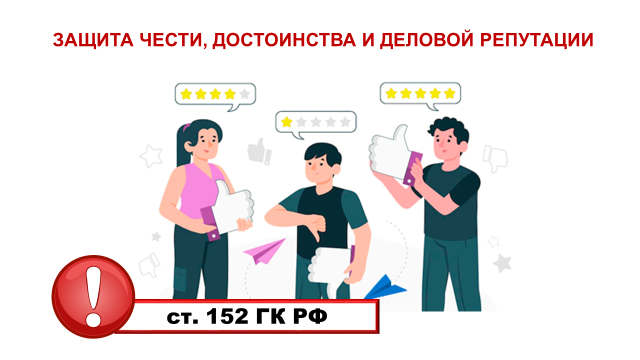 ЗАЩИТА ЧЕСТИ, ДОСТОИНСТВА И ДЕЛОВОЙ РЕПУТАЦИИ
ст. 152 ГК РФ